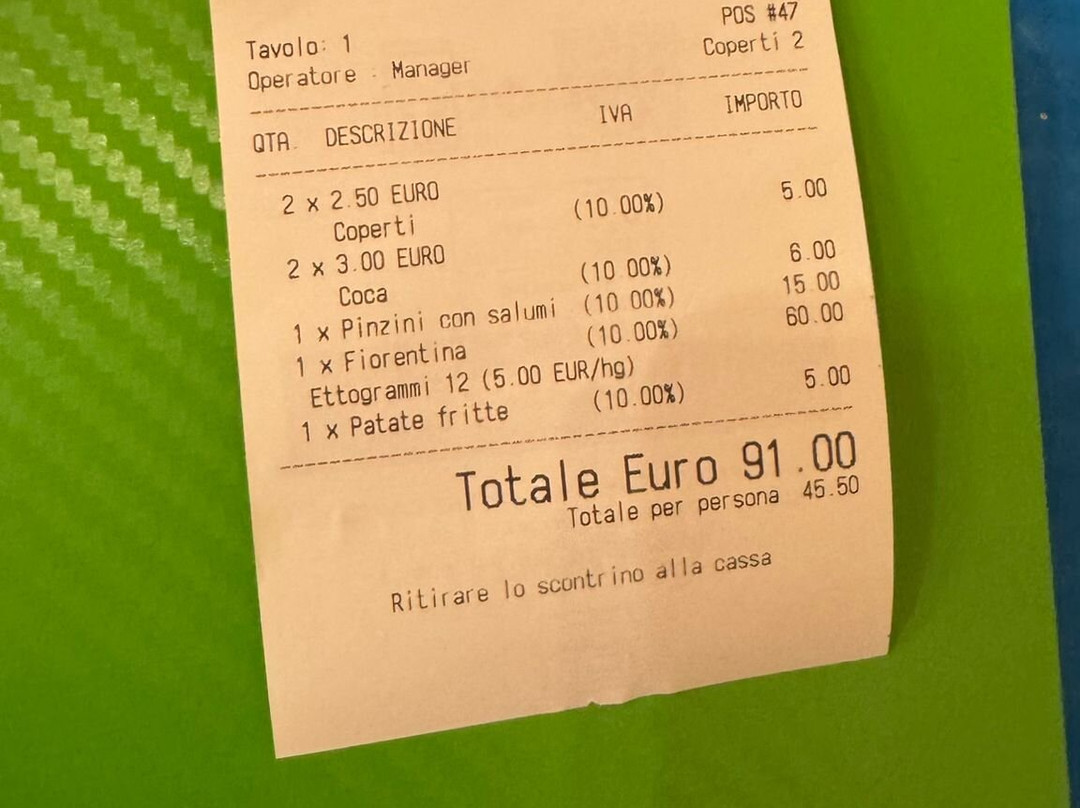 POS #47
Tavolo: 1
Coperti 2
Operatore : Manager
QTA. DESCRIZIONE IVA IMPORTO
2 x 2.50 EURO 5.00
Coperti (10.00%)
2 x 3.00 EURO 6.00
Coca (10.00%)
1 x Pinzini con salumi (10.00%) 15.00
1 x Fiorentina (10.00%) 60.00
Ettogrammi 12 (5.00 EUR/hg)
1 x Patate fritte (10.00%) 5.00
Totale Euro 91.00
Totale per persona 45.50
Ritirare lo scontrino alla cassa